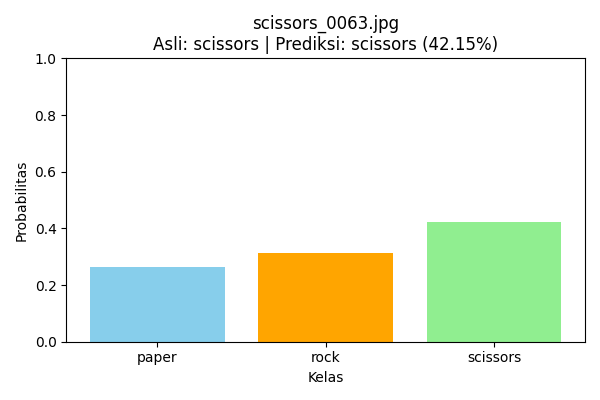 scissors_0063.jpg
Asli: scissors | Prediksi: scissors (42.15%)
1.0
0.8
0.6
0.4
0.2
0.0
Probabilitas
paper rock scissors
Kelas